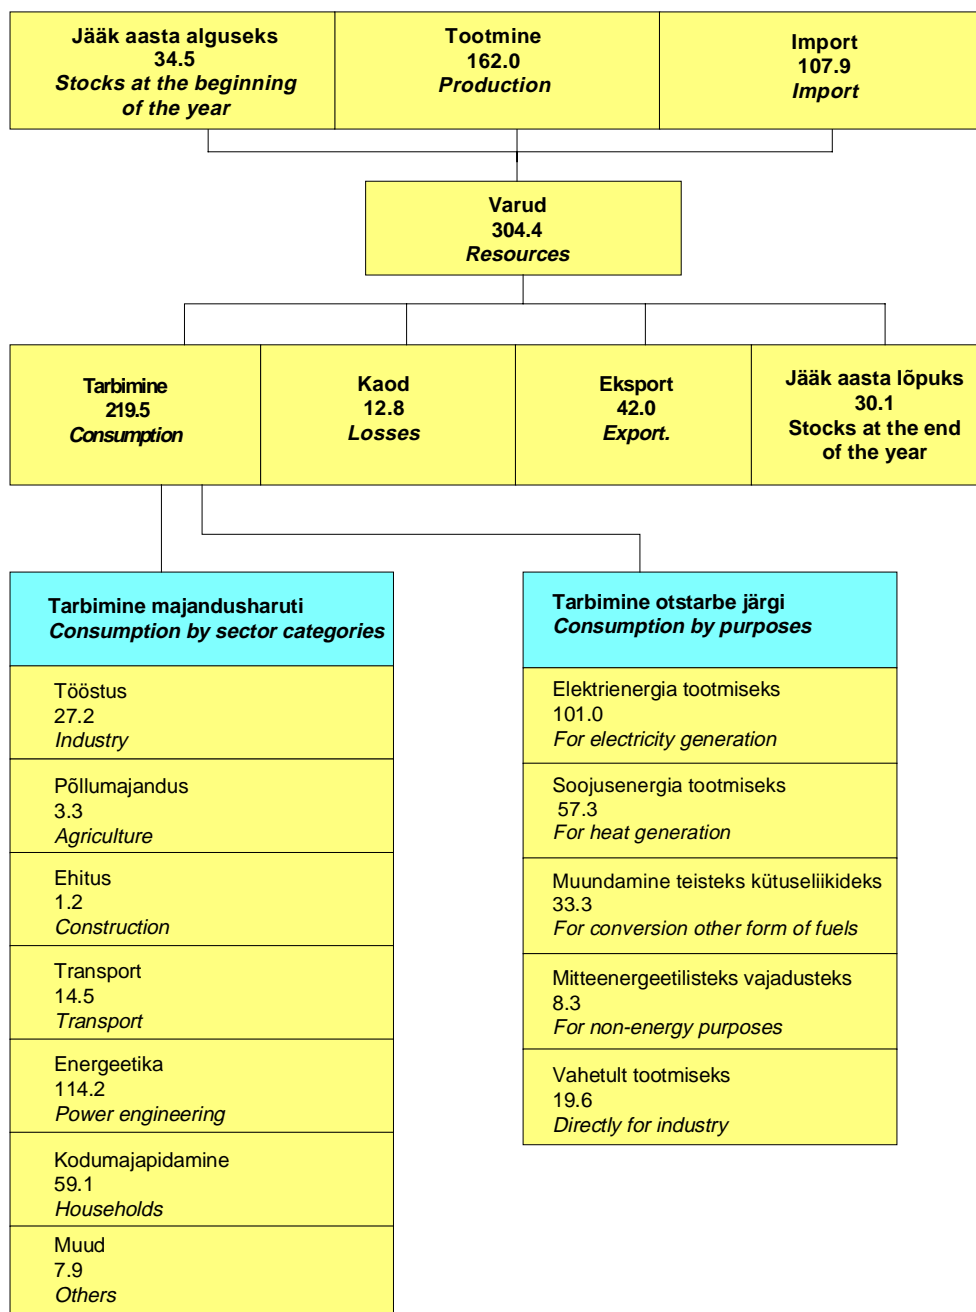 Jääk aasta alguseks
34.5
Stocks at the beginning
of the year
Tootmine
162.0
Production
Import
107.9
Import
Varud
304.4
Resources
Tarbimine
219.5
Consumption
Kaod
12.8
Losses
Eksport
42.0
Export.
Jääk aasta lõpuks
30.1
Stocks at the end
of the year
Tarbimine majandusharuti
Consumption by sector categories
Tööstus
27.2
Industry
Põllumajandus
3.3
Agriculture
Ehitus
1.2
Construction
Transport
14.5
Transport
Energeetika
114.2
Power engineering
Kodumajapidamine
59.1
Households
Muud
7.9
Others
Tarbimine otstarbe järgi
Consumption by purposes
Elektrienergia tootmiseks
101.0
For electricity generation
Soojusenergia tootmiseks
57.3
For heat generation
Muundamine teisteks kütuseliikideks
33.3
For conversion other form of fuels
Mitteenergeetilisteks vajadusteks
8.3
For non-energy purposes
Vahetult tootmiseks
19.6
Directly for industry